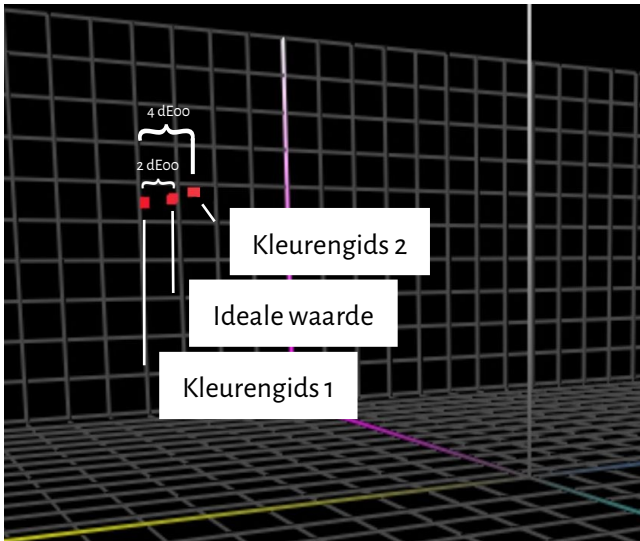 4 dE00
2 dE00
Kleurengids 2
Ideale waarde
Kleurengids 1